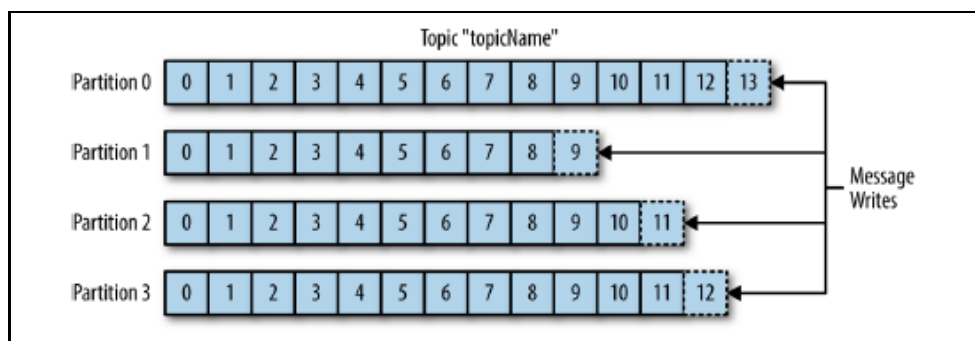 Topic "topicName"
Partition 0 0 1 2 3 4 5 6 7 8 9 10 11 12 13
Partition 1 0 1 2 3 4 5 6 7 8 9
Partition 2 0 1 2 3 4 5 6 7 8 9 10 11
Partition 3 0 1 2 3 4 5 6 7 8 9 10 11 12
Message
Writes